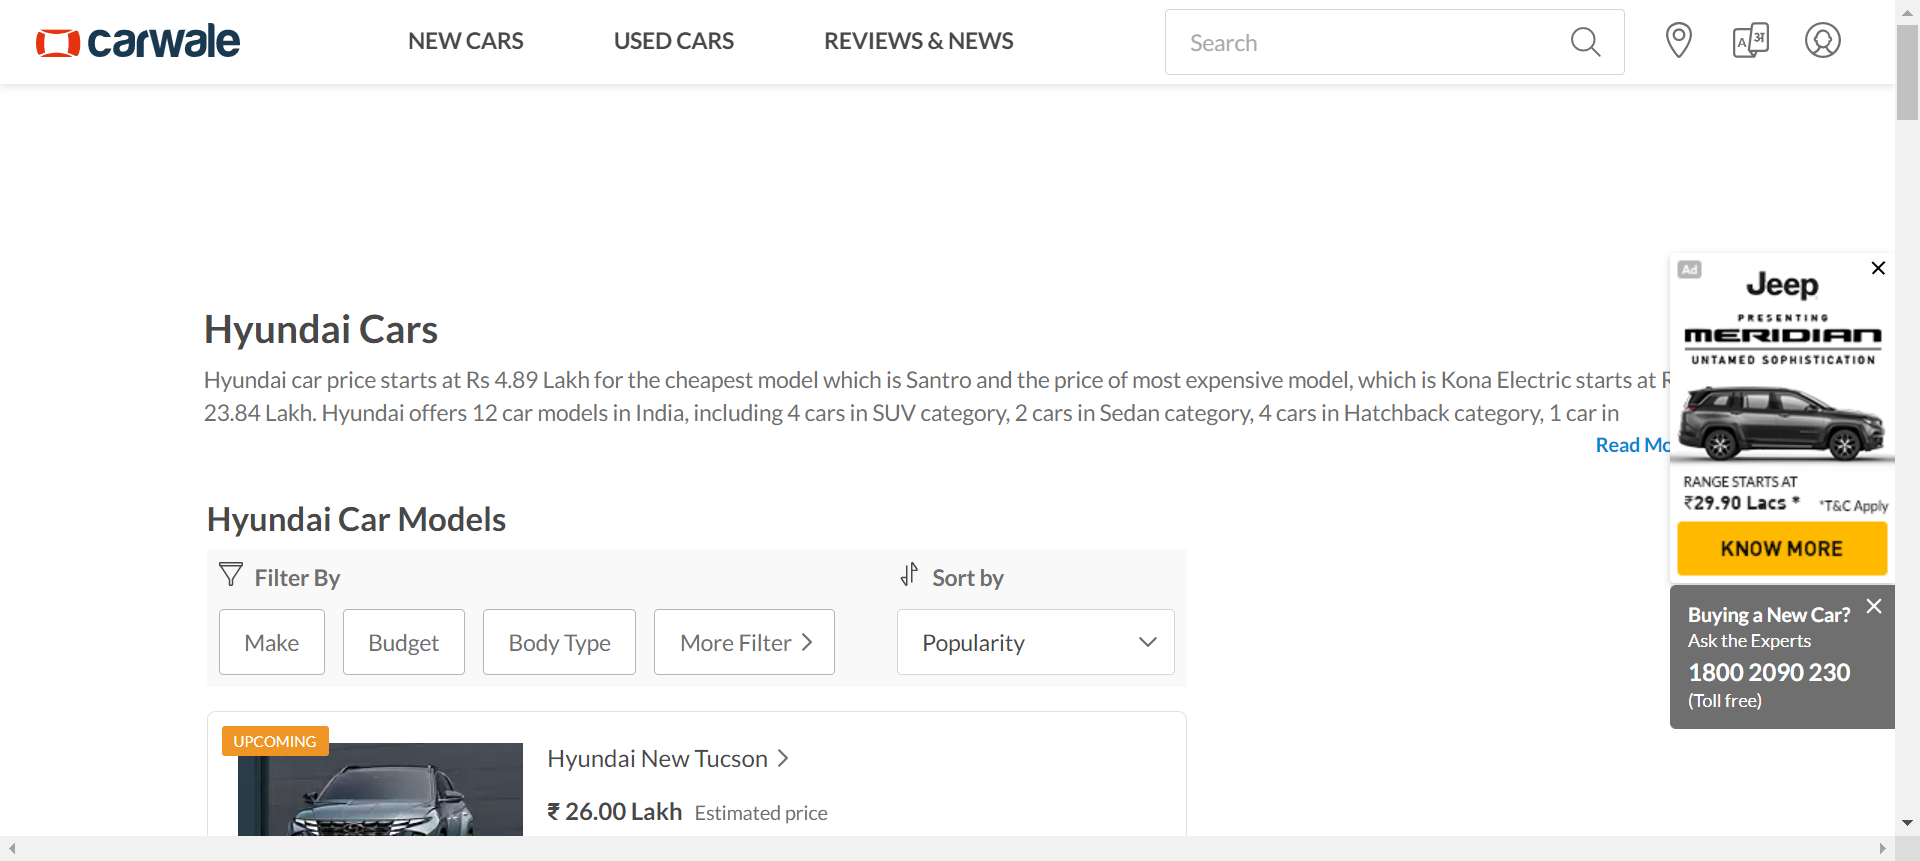 carwale
NEW CARS
USED CARS
REVIEWS & NEWS
Search
Hyundai Cars
Hyundai car price starts at Rs 4.89 Lakh for the cheapest model which is Santro and the price of most expensive model, which is Kona Electric starts at
23.84 Lakh. Hyundai offers 12 car models in India, including 4 cars in SUV category, 2 cars in Sedan category, 4 cars in Hatchback category, 1 car in
Read Mo
Hyundai Car Models
Filter By
Sort by
Make
Budget
Body Type
More Filter
Popularity
UPCOMING
Hyundai New Tucson
₹ 26.00 Lakh Estimated price
Ad
Jeep
PRESENTING
MERIDIAN
UNTAMED SOPHISTICATION
RANGE STARTS AT
₹29.90 Lacs *
*T&C Apply
KNOW MORE
Buying a New Car?
Ask the Experts
1800 2090 230
(Toll free)